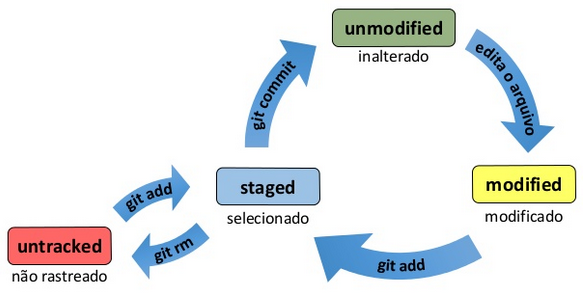 unmodified
inalterado
git commit
edita o arquivo
staged
selecionado
modified
modificado
git add
untracked
não rastreado
git rm
git add